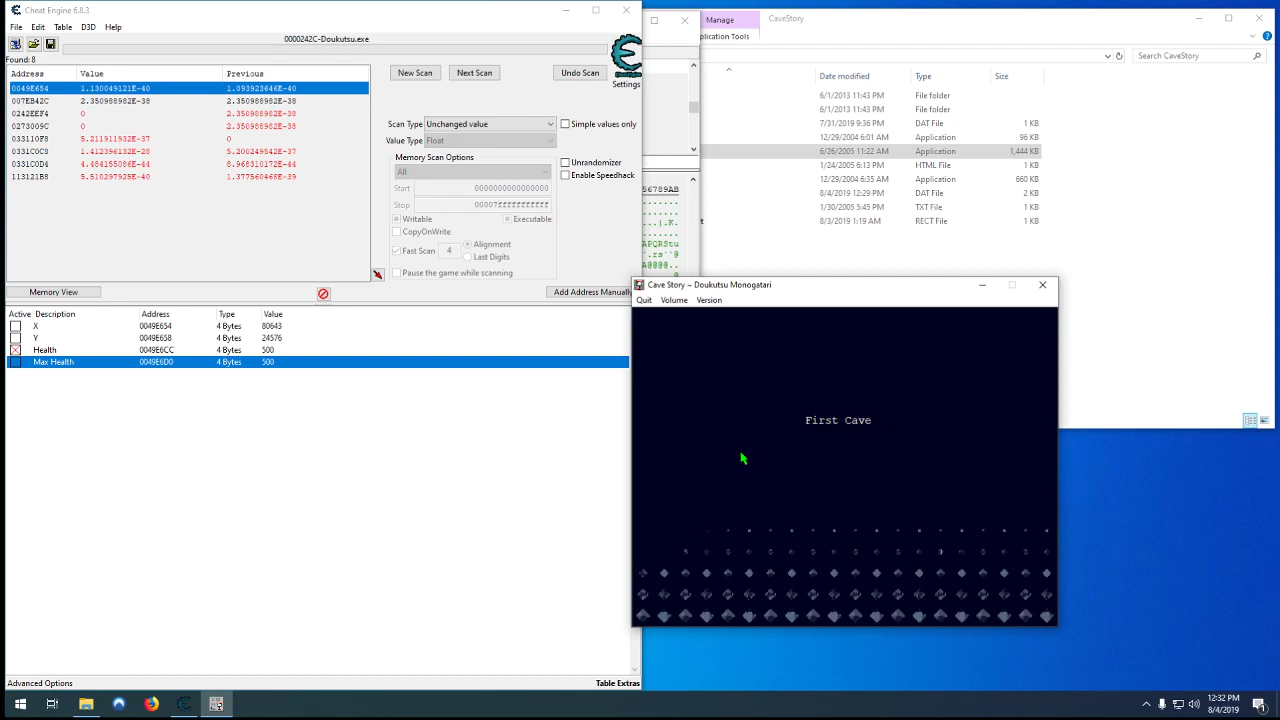 Cheat Engine 6.8.3
File Edit Table D3D Help
0000242C-Doukutsu.exe
Found: 8
Address Value Previous
0049E654 1.130049121E-40 1.093923646E-40
007EB42C 2.350988982E-38 2.350988982E-38
0242EEF4 0 2.350988982E-38
0273009C 0 2.350988982E-38
033110F8 5.211911932E-37 0
0331C0C8 1.412396132E-28 5.200249542E-37
0331C0D4 4.484155086E-44 8.968310172E-44
113121B8 5.510297025E-40 1.377560468E-39
New Scan Next Scan Undo Scan
Settings
Scan Type Unchanged value Simple values only
Value Type Float
Memory Scan Options
All
Unrandomizer
Enable Speedhack
Start 0000000000000000
Stop 00007fffffffffff
Writable Executable
CopyOnWrite
Fast Scan 4 Alignment
Last Digits
Pause the game while scanning
Memory View Add Address Manually
Active Description Address Type Value
X 0049E654 4 Bytes 80643
Y 0049E658 4 Bytes 24576
Health 0049E6CC 4 Bytes 500
Max Health 0049E6D0 4 Bytes 500
Advanced Options Table Extras
56789AB
Manage CaveStory
pplication Tools
Search CaveStory
Date modified Type Size
6/1/2013 11:43 PM File folder
6/1/2013 11:43 PM File folder
7/31/2019 9:36 PM DAT File 1 KB
12/29/2004 6:01 AM Application 96 KB
6/26/2005 11:22 AM Application 1,444 KB
1/24/2005 6:13 PM HTML File 1 KB
12/29/2004 6:35 AM Application 660 KB
8/4/2019 12:29 PM DAT File 2 KB
1/30/2005 5:45 PM TXT File 1 KB
8/3/2019 1:19 AM RECT File 1 KB
Cave Story ~ Doukutsu Monogatari
Quit Volume Version
First Cave
12:32 PM
8/4/2019
1